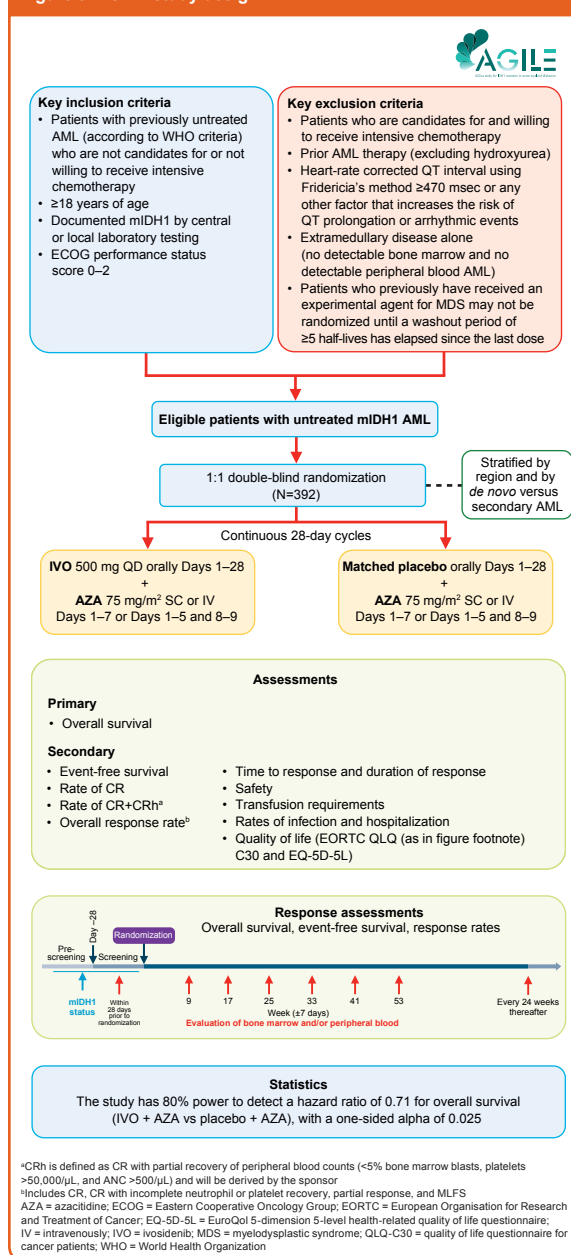 AGILE
Key inclusion criteria
• Patients with previously untreated
AML (according to WHO criteria)
who are not candidates for or not
willing to receive intensive
chemotherapy
• ≥18 years of age
• Documented mIDH1 by central
or local laboratory testing
• ECOG performance status
score 0–2
Key exclusion criteria
• Patients who are candidates for and willing
to receive intensive chemotherapy
• Prior AML therapy (excluding hydroxyurea)
• Heart-rate corrected QT interval using
Fridericia's method ≥470 msec or any
other factor that increases the risk of
QT prolongation or arrhythmic events
• Extramedullary disease alone
(no detectable bone marrow and no
detectable peripheral blood AML)
• Patients who previously have received an
experimental agent for MDS may not be
randomized until a washout period of
≥5 half-lives has elapsed since the last dose
Eligible patients with untreated mIDH1 AML
1:1 double-blind randomization
(N=392)
Stratified by
region and by
de novo versus
secondary AML
Continuous 28-day cycles
IVO 500 mg QD orally Days 1–28
+
AZA 75 mg/m² SC or IV
Days 1–7 or Days 1–5 and 8–9
Matched placebo orally Days 1–28
+
AZA 75 mg/m² SC or IV
Days 1–7 or Days 1–5 and 8–9
Assessments
Primary
• Overall survival
Secondary
• Event-free survival
• Rate of CR
• Rate of CR+CRhᵃ
• Overall response rateᵇ
• Time to response and duration of response
• Safety
• Transfusion requirements
• Rates of infection and hospitalization
• Quality of life (EORTC QLQ (as in figure footnote)
C30 and EQ-5D-5L)
Response assessments
Overall survival, event-free survival, response rates
Pre-
screening
Day –28
Screening
Randomization
mIDH1
status
Within
28 days
prior to
randomization
9 17 25 33 41 53
Week (±7 days)
Evaluation of bone marrow and/or peripheral blood
Every 24 weeks
thereafter
Statistics
The study has 80% power to detect a hazard ratio of 0.71 for overall survival
(IVO + AZA vs placebo + AZA), with a one-sided alpha of 0.025
ᵃCRh is defined as CR with partial recovery of peripheral blood counts (<5% bone marrow blasts, platelets
>50,000/µL, and ANC >500/µL) and will be derived by the sponsor
ᵇIncludes CR, CR with incomplete neutrophil or platelet recovery, partial response, and MLFS
AZA = azacitidine; ECOG = Eastern Cooperative Oncology Group; EORTC = European Organisation for Research
and Treatment of Cancer; EQ-5D-5L = EuroQol 5-dimension 5-level health-related quality of life questionnaire;
IV = intravenously; IVO = ivosidenib; MDS = myelodysplastic syndrome; QLQ-C30 = quality of life questionnaire for
cancer patients; WHO = World Health Organization